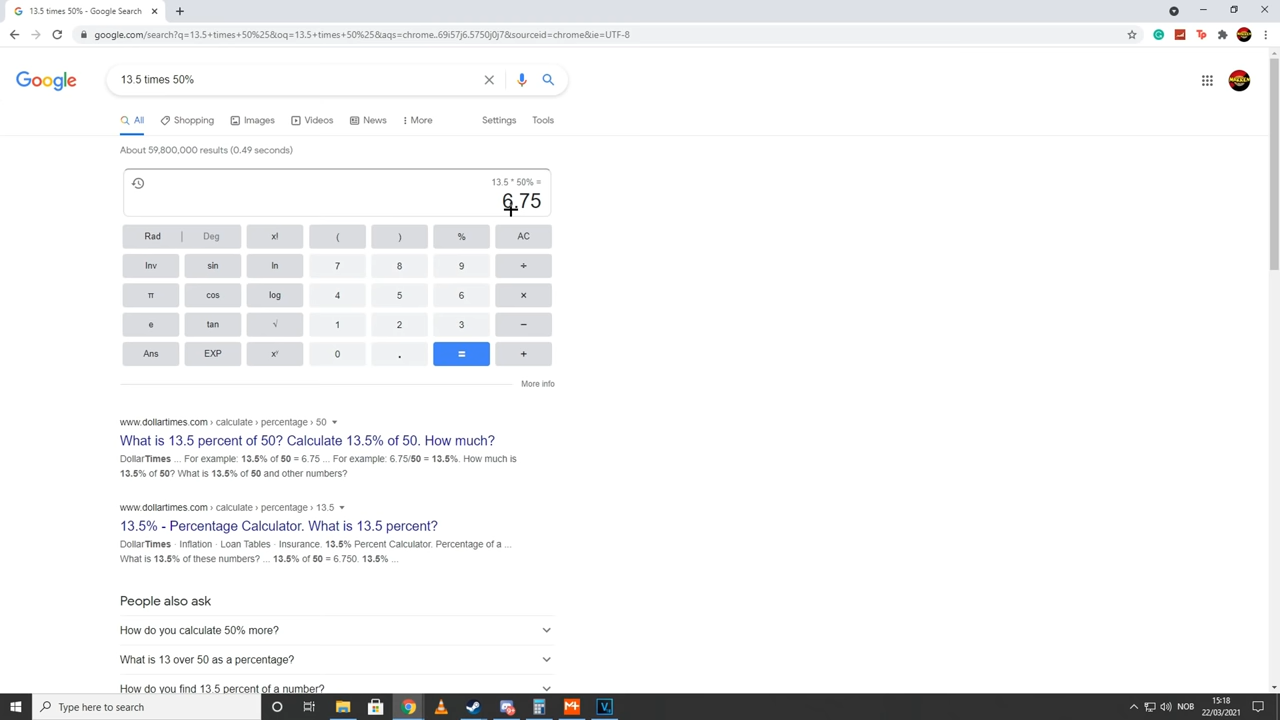 13.5 times 50% - Google Search
google.com/search?q=13.5+times+50%25&oq=13.5+times+50%25&aqs=chrome..69i57j6.5750j0j7&sourceid=chrome&ie=UTF-8
Google
13.5 times 50%
All Shopping Images Videos News More Settings Tools
About 59,800,000 results (0.49 seconds)
13.5 * 50% =
6.75
Rad Deg x! ( ) % AC
Inv sin ln 7 8 9 ÷
π cos log 4 5 6 ×
e tan √ 1 2 3 −
Ans EXP xʸ 0 . = +
More info
www.dollartimes.com › calculate › percentage › 50
What is 13.5 percent of 50? Calculate 13.5% of 50. How much?
DollarTimes ... For example: 13.5% of 50 = 6.75 ... For example: 6.75/50 = 13.5%. How much is
13.5% of 50? What is 13.5% of 50 and other numbers?
www.dollartimes.com › calculate › percentage › 13.5
13.5% - Percentage Calculator. What is 13.5 percent?
DollarTimes · Inflation · Loan Tables · Insurance. 13.5% Percent Calculator. Percentage of a ...
What is 13.5% of these numbers? ... 13.5% of 50 = 6.750. 13.5% ...
People also ask
How do you calculate 50% more?
What is 13 over 50 as a percentage?
How do you find 13.5 percent of a number?
Type here to search
NOB
15:18
22/03/2021